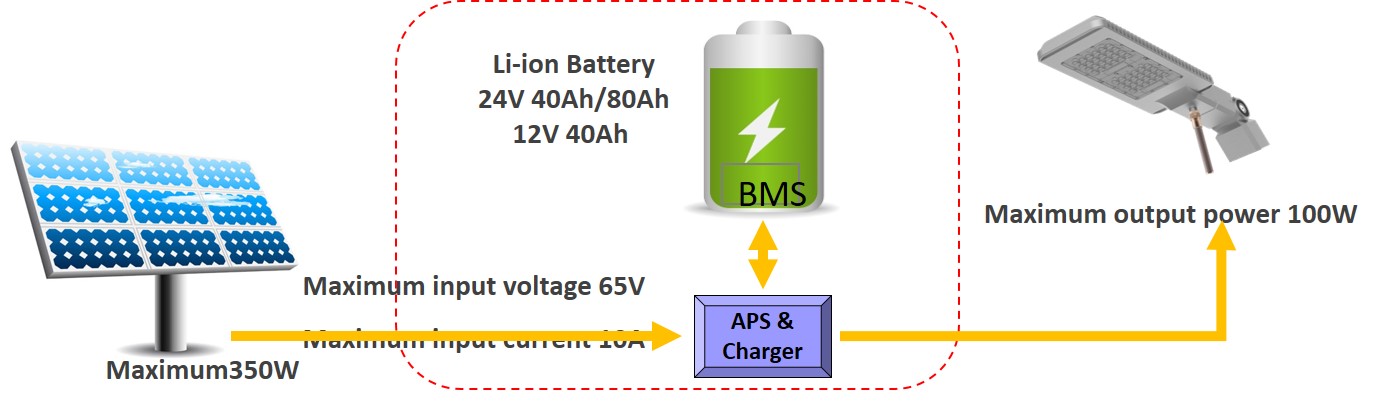 Li-ion Battery
24V 40Ah/80Ah
12V 40Ah
BMS
Maximum output power 100W
Maximum input voltage 65V
Maximum input current 10A
APS &
Charger
Maximum350W